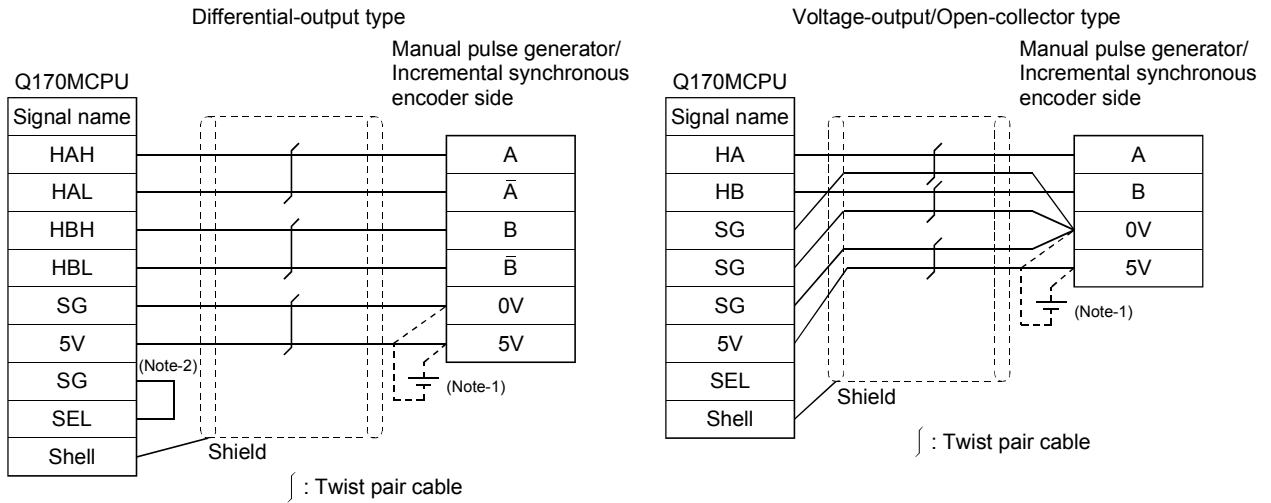 Differential-output type
Q170MCPU
Manual pulse generator/
Incremental synchronous
encoder side
Signal name
HAH
A
HAL
A̅
HBH
B
HBL
B̅
SG
0V
5V
5V
(Note-2)
SG
(Note-1)
SEL
Shell
Shield
⌠ : Twist pair cable
Voltage-output/Open-collector type
Q170MCPU
Manual pulse generator/
Incremental synchronous
encoder side
Signal name
HA
A
HB
B
SG
0V
SG
5V
SG
(Note-1)
5V
SEL
Shell
Shield
⌠ : Twist pair cable